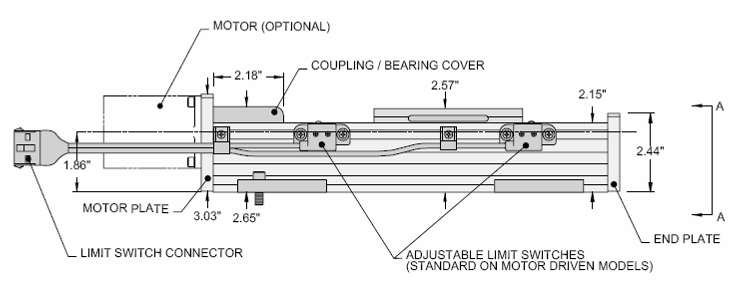 MOTOR (OPTIONAL)
COUPLING / BEARING COVER
2.18"
2.57"
2.15"
A
1.86"
2.44"
MOTOR PLATE
3.03"
2.65"
A
END PLATE
LIMIT SWITCH CONNECTOR
ADJUSTABLE LIMIT SWITCHES
(STANDARD ON MOTOR DRIVEN MODELS)